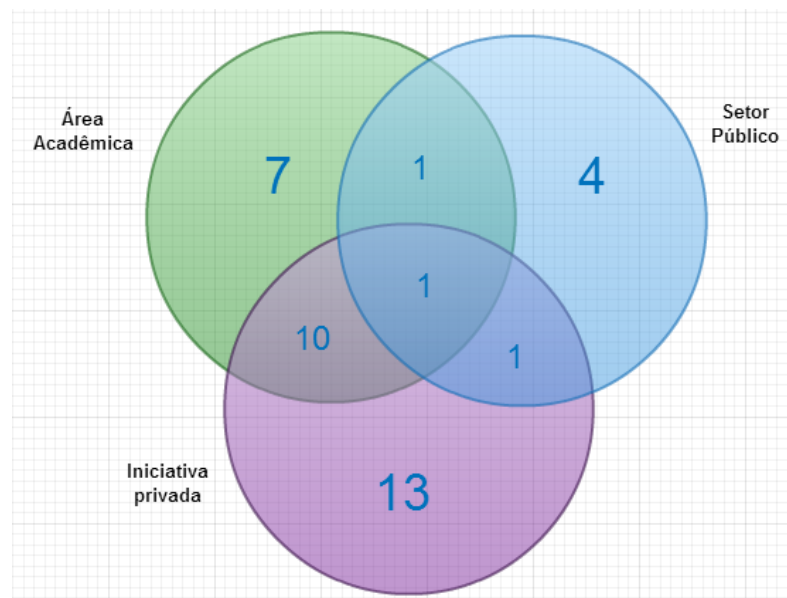 Área
Acadêmica
Setor
Público
7
1
4
1
10
1
Iniciativa
privada
13